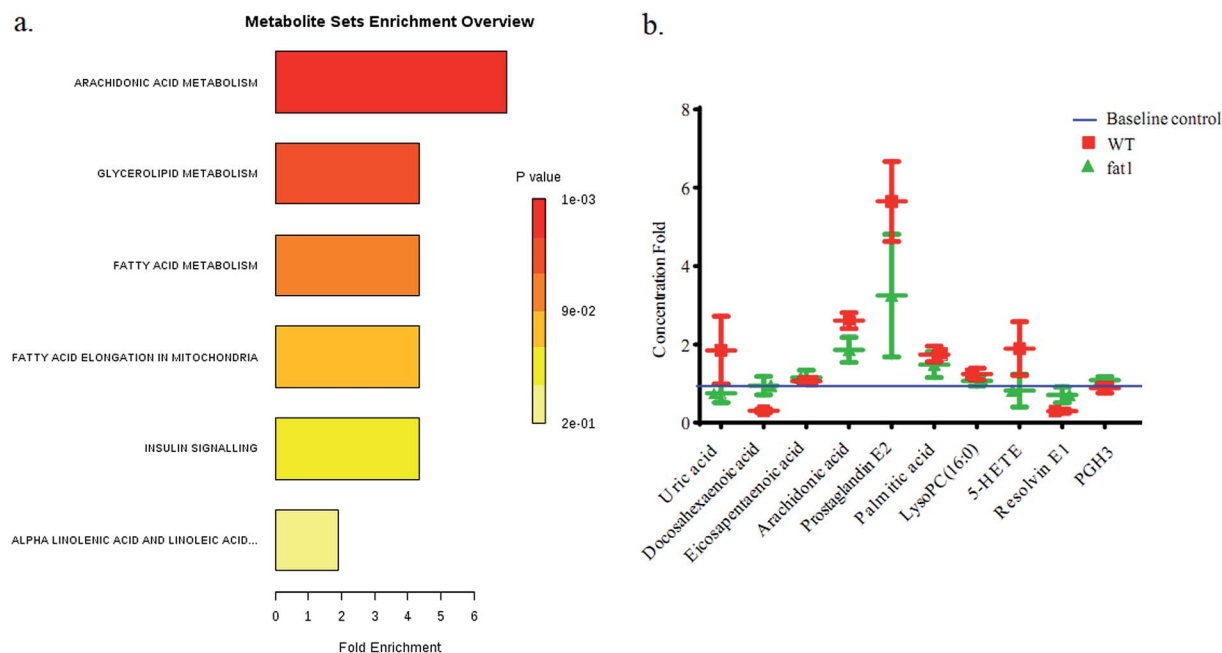 a.
Metabolite Sets Enrichment Overview
ARACHIDONIC ACID METABOLISM
GLYCEROLIPID METABOLISM
FATTY ACID METABOLISM
FATTY ACID ELONGATION IN MITOCHONDRIA
INSULIN SIGNALLING
ALPHA LINOLENIC ACID AND LINOLEIC ACID...
0 1 2 3 4 5 6
Fold Enrichment
P value
1e-03
9e-02
2e-01
b.
Concentration Fold
8
6
4
2
0
Baseline control
WT
fat1
Uric acid
Docosahexaenoic acid
Eicosapentaenoic acid
Arachidonic acid
Prostaglandin E2
Palmitic acid
LysoPC(16:0)
5-HETE
Resolvin E1
PGH3